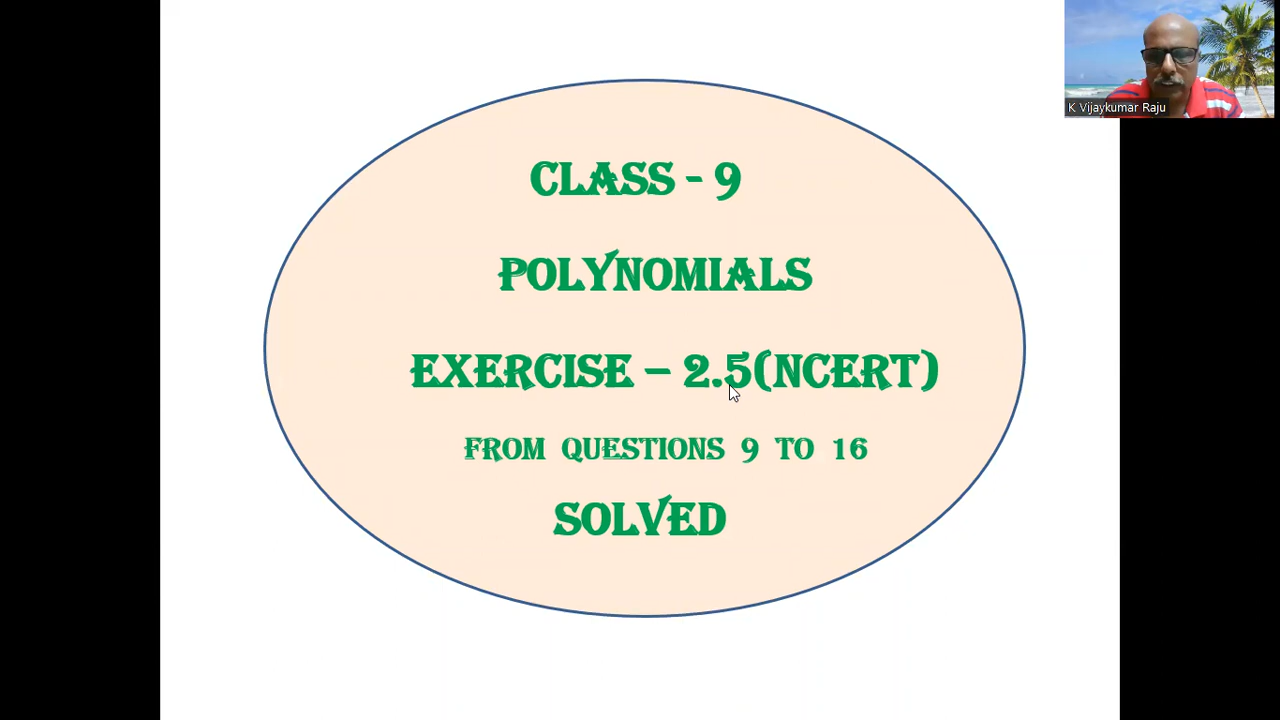 K Vijaykumar Raju
CLASS - 9
POLYNOMIALS
EXERCISE – 2.5(NCERT)
FROM QUESTIONS 9 TO 16
SOLVED